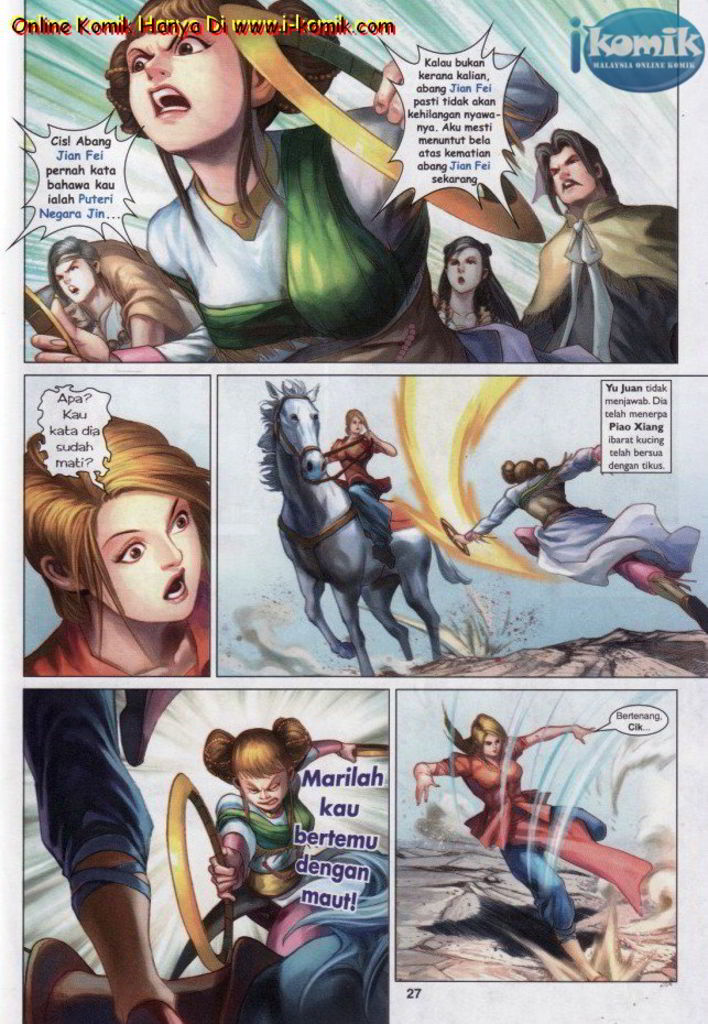 Online Komik Hanya Di www.i-komik.com
ikomik
MALAYSIA ONLINE KOMIK
Cis! Abang
Jian Fei
pernah kata
bahawa kau
ialah Puteri
Negara Jin...
Kalau bukan
kerana kalian,
abang Jian Fei
pasti tidak akan
kehilangan nyawa-
nya. Aku mesti
menuntut bela
atas kematian
abang Jian Fei
sekarang
Apa?
Kau
kata dia
sudah
mati?
Yu Juan tidak
menjawab. Dia
telah menerpa
Piao Xiang
ibarat kucing
telah bersua
dengan tikus.
Marilah
kau
bertemu
dengan
maut!
Bertenang,
Cik...
27